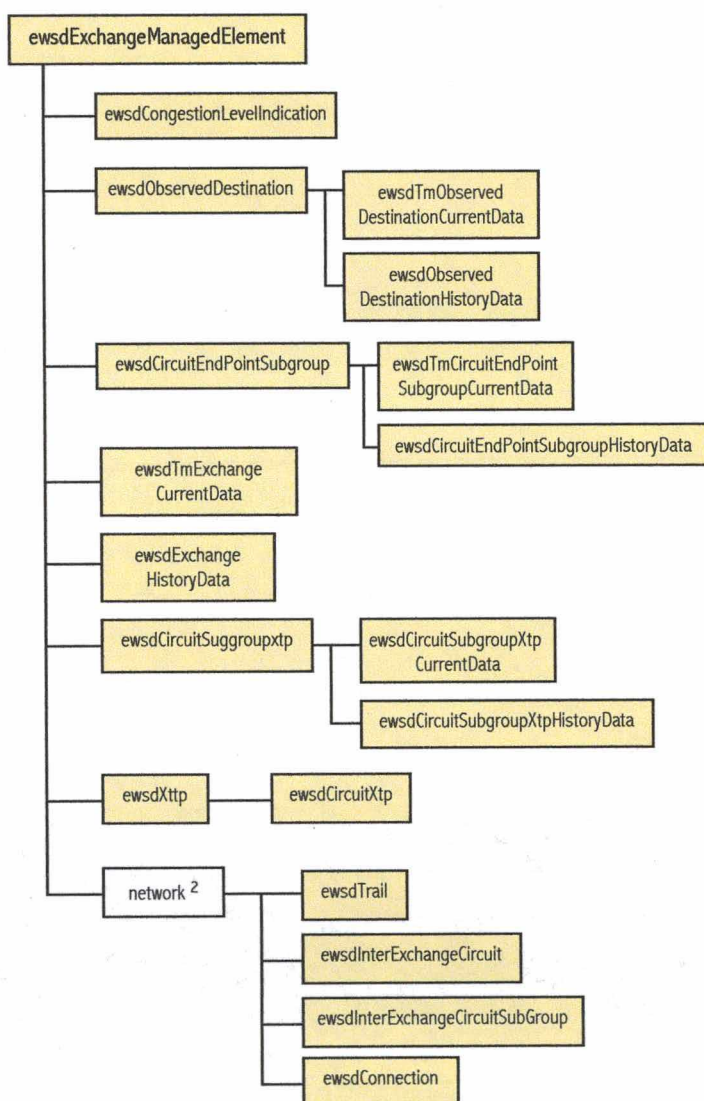 ewsdExchangeManagedElement
ewsdCongestionLevelIndication
ewsdObservedDestination
ewsdTmObserved
DestinationCurrentData
ewsdObserved
DestinationHistoryData
ewsdCircuitEndPointSubgroup
ewsdTmCircuitEndPoint
SubgroupCurrentData
ewsdCircuitEndPointSubgroupHistoryData
ewsdTmExchange
CurrentData
ewsdExchange
HistoryData
ewsdCircuitSuggroupxtp
ewsdCircuitSubgroupXtp
CurrentData
ewsdCircuitSubgroupXtpHistoryData
ewsdXttp
ewsdCircuitXtp
network 2
ewsdTrail
ewsdInterExchangeCircuit
ewsdInterExchangeCircuitSubGroup
ewsdConnection